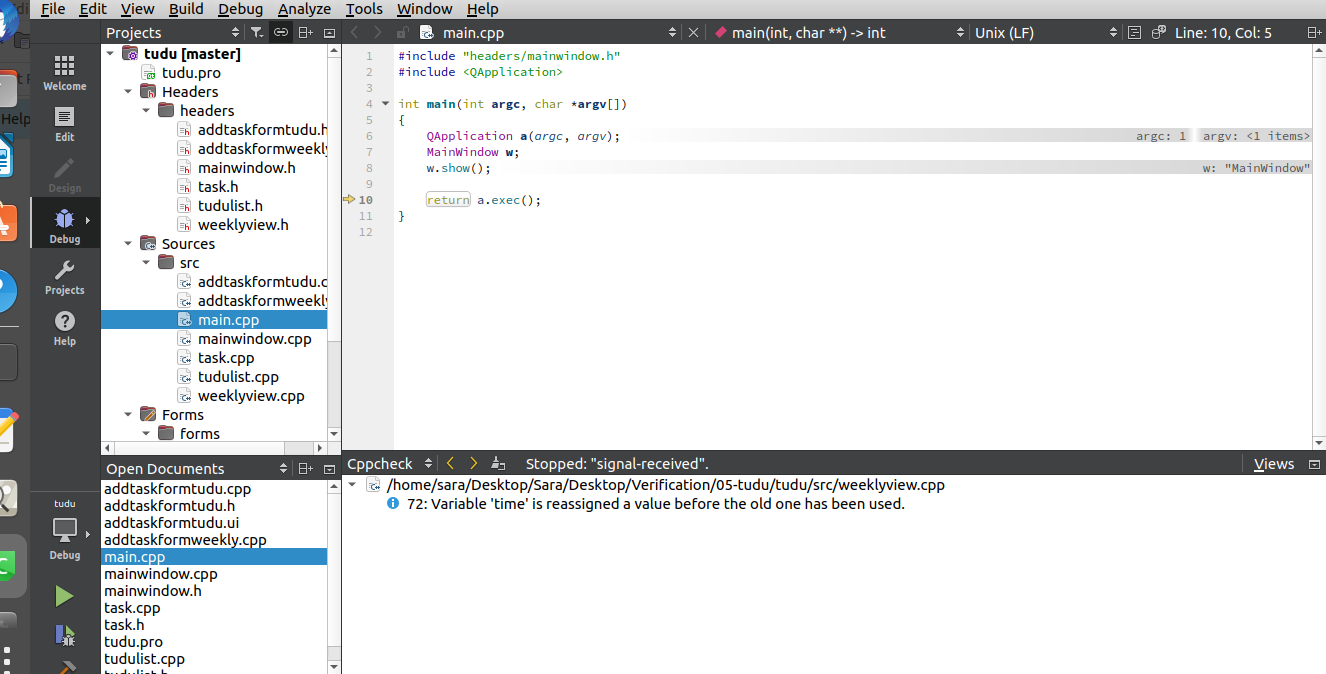 File Edit View Build Debug Analyze Tools Window Help
Projects
main.cpp
main(int, char **) -> int
Unix (LF)
Line: 10, Col: 5
Help
Welcome
Edit
Design
Debug
Projects
Help
tudu
Debug
tudu [master]
tudu.pro
Headers
headers
addtaskformtudu.h
addtaskformweekly
mainwindow.h
task.h
tudulist.h
weeklyview.h
Sources
src
addtaskformtudu.c
addtaskformweekly
main.cpp
mainwindow.cpp
task.cpp
tudulist.cpp
weeklyview.cpp
Forms
forms
Open Documents
addtaskformtudu.cpp
addtaskformtudu.h
addtaskformtudu.ui
addtaskformweekly.cpp
main.cpp
mainwindow.cpp
mainwindow.h
task.cpp
task.h
tudu.pro
tudulist.cpp
tudulist.h
1 #include "headers/mainwindow.h"
2 #include <QApplication>
3
4 int main(int argc, char *argv[])
5 {
6 QApplication a(argc, argv); argc: 1 argv: <1 items>
7 MainWindow w;
8 w.show(); w: "MainWindow"
9
10 return a.exec();
11 }
12
Cppcheck
Stopped: "signal-received".
Views
/home/sara/Desktop/Sara/Desktop/Verification/05-tudu/tudu/src/weeklyview.cpp
72: Variable 'time' is reassigned a value before the old one has been used.